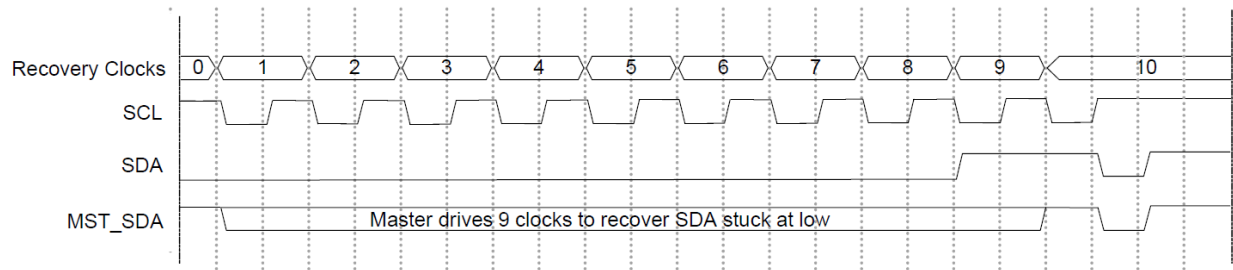 Recovery Clocks 0 1 2 3 4 5 6 7 8 9 10
SCL
SDA
MST_SDA Master drives 9 clocks to recover SDA stuck at low